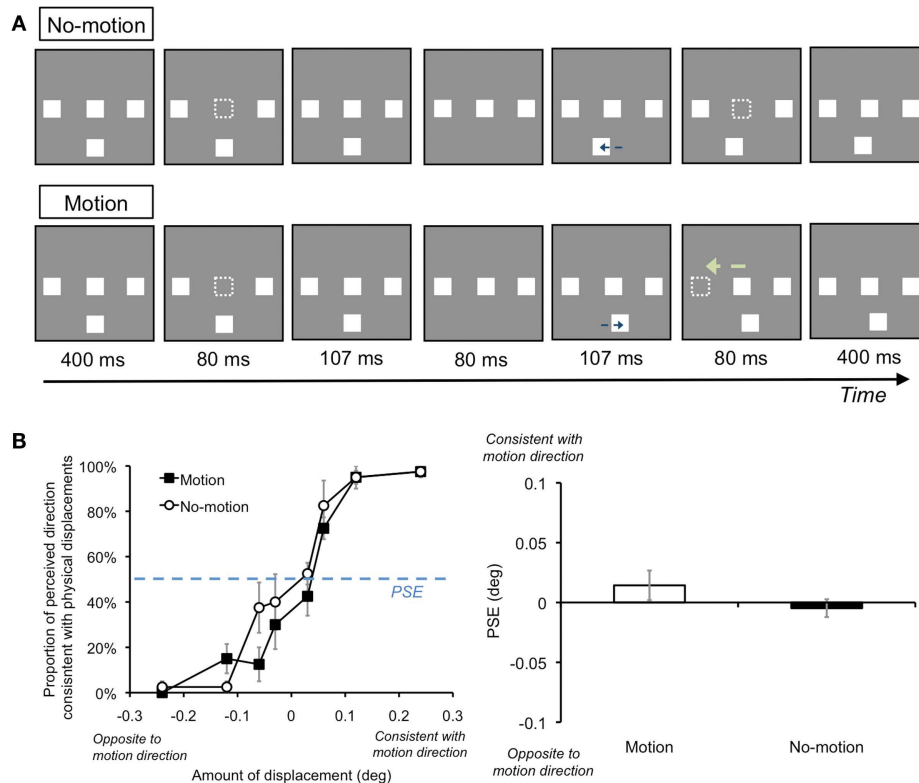 A
No-motion
Motion
400 ms 80 ms 107 ms 80 ms 107 ms 80 ms 400 ms
Time
B
Proportion of perceived direction
consisntent with physical displacements
100%
80%
60%
40%
20%
0%
Motion
No-motion
PSE
-0.3 -0.2 -0.1 0 0.1 0.2 0.3
Opposite to
motion direction
Consistent with
motion direction
Amount of displacement (deg)
Consistent with
motion direction
PSE (deg)
0.1
0.05
0
-0.05
-0.1
Opposite to
motion direction
Motion No-motion